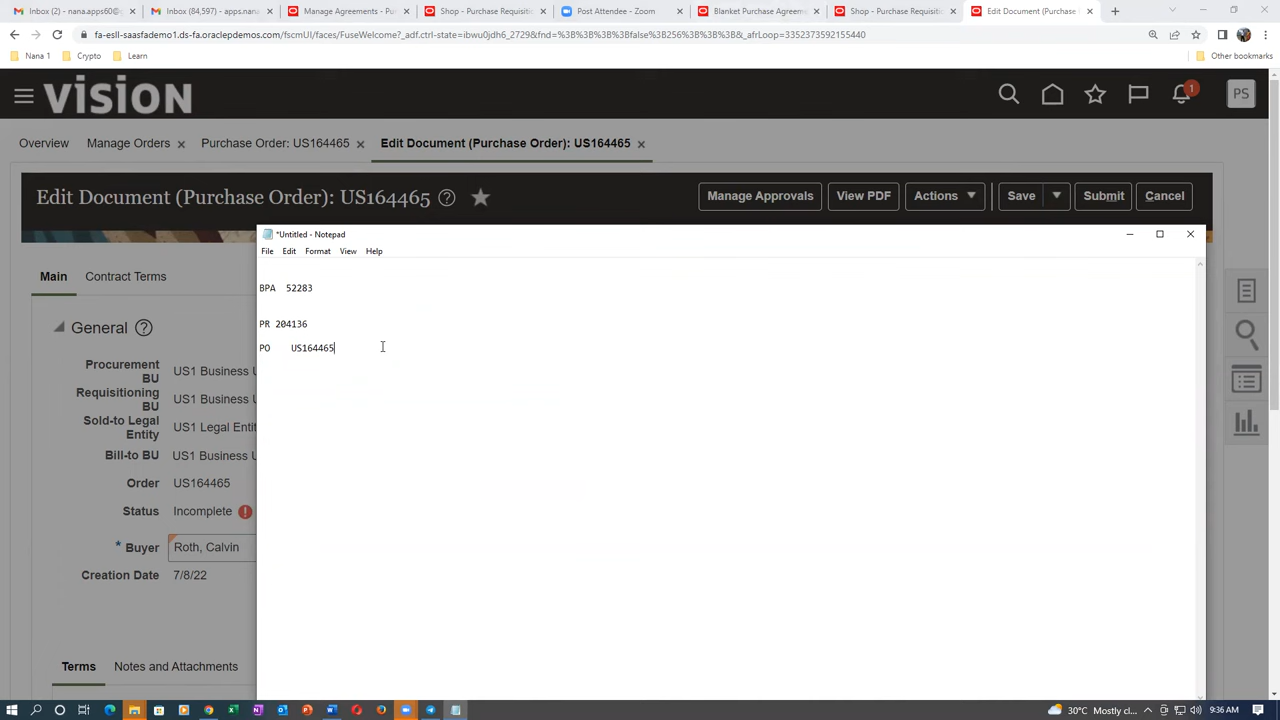 Inbox (2) - nana.apps60@
Inbox (84,597) - apps.nana
Manage Agreements - Pu
Shop - Purchase Requisiti
Post Attendee - Zoom
Blanket Purchase Agreem
Shop - Purchase Requisiti
Edit Document (Purchase
fa-esll-saasfademo1.ds-fa.oraclepdemos.com/fscmUI/faces/FuseWelcome?_adf.ctrl-state=ibwu0jdh6_2729&fnd=%3B%3B%3B%3Bfalse%3B256%3B%3B%3B&_afrLoop=3352373592155440
Nana 1
Crypto
Learn
Other bookmarks
VISION
1
PS
Overview
Manage Orders
Purchase Order: US164465
Edit Document (Purchase Order): US164465
Edit Document (Purchase Order): US164465
Manage Approvals
View PDF
Actions
Save
Submit
Cancel
*Untitled - Notepad
File Edit Format View Help
BPA 52283
PR 204136
PO US164465
Main
Contract Terms
General
Procurement BU
US1 Business U
Requisitioning BU
US1 Business U
Sold-to Legal Entity
US1 Legal Entit
Bill-to BU
US1 Business U
Order
US164465
Status
Incomplete
* Buyer
Roth, Calvin
Creation Date
7/8/22
Terms
Notes and Attachments
30°C Mostly c...
9:36 AM